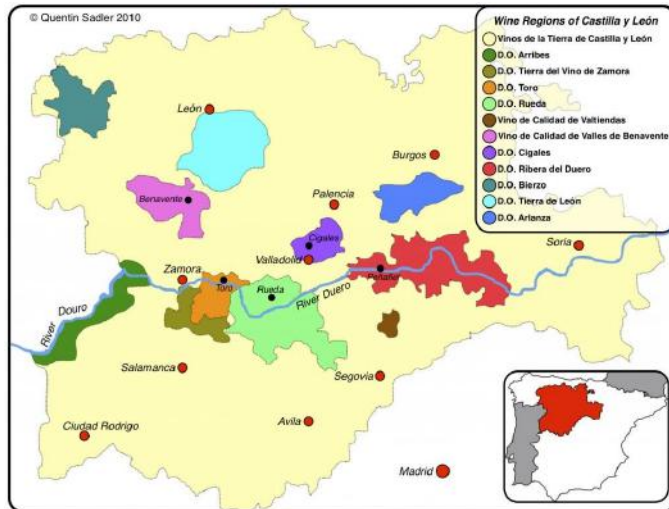 © Quentin Sadler 2010
Wine Regions of Castilla y León
Vinos de la Tierra de Castilla y León
D.O. Arribes
D.O. Tierra del Vino de Zamora
D.O. Toro
D.O. Rueda
Vino de Calidad de Valtiendas
Vino de Calidad de Valles de Benavente
D.O. Cigales
D.O. Ribera del Duero
D.O. Bierzo
D.O. Tierra de León
D.O. Arlanza
León
Burgos
Benavente
Palencia
Cigales
Soria
Valladolid
Zamora
Toro
Rueda
Peñafiel
River Duero
River Douro
Salamanca
Segovia
Avila
Ciudad Rodrigo
Madrid